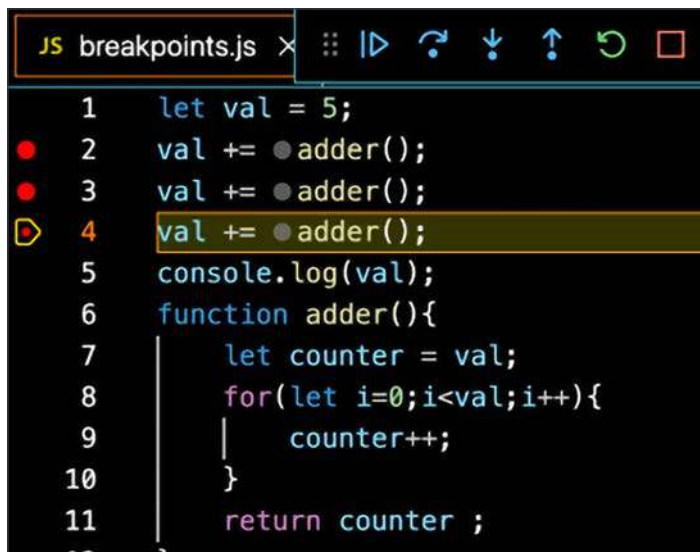 JS breakpoints.js
1 let val = 5;
2 val += adder();
3 val += adder();
4 val += adder();
5 console.log(val);
6 function adder(){
7 let counter = val;
8 for(let i=0;i<val;i++){
9 counter++;
10 }
11 return counter ;